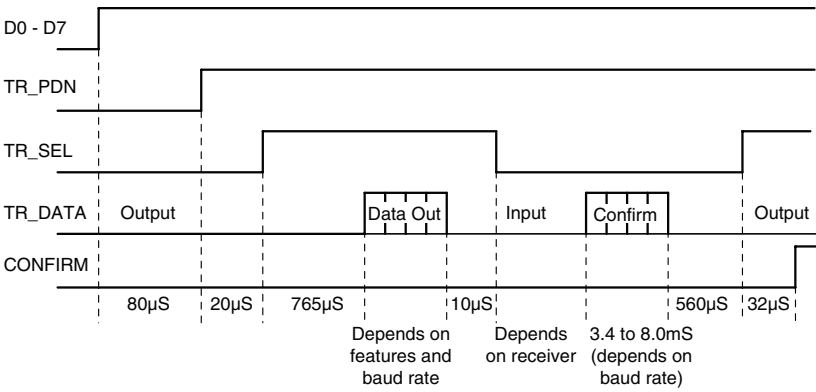 D0 - D7
TR_PDN
TR_SEL
TR_DATA Output Data Out Input Confirm Output
CONFIRM
80µS 20µS 765µS 10µS 560µS 32µS
Depends on features and baud rate
Depends on receiver
3.4 to 8.0mS (depends on baud rate)